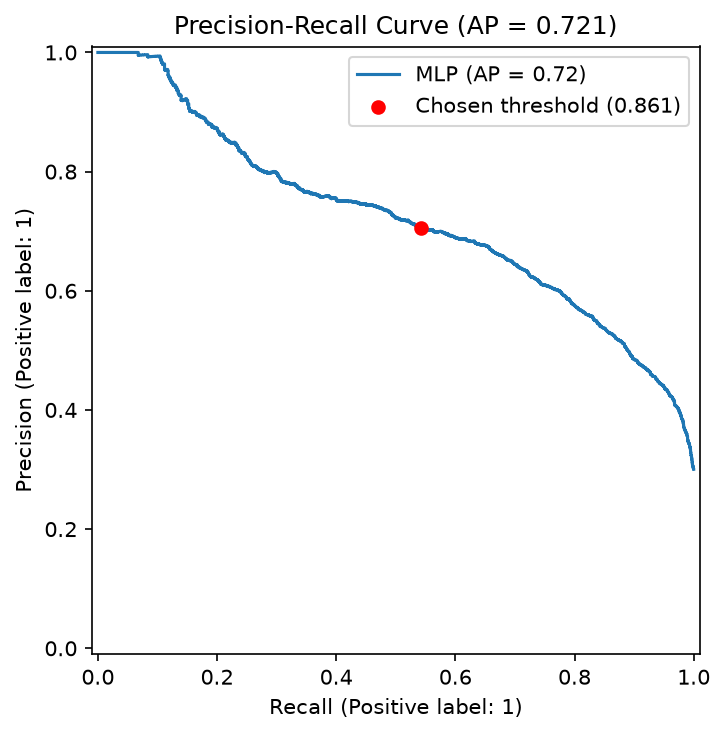 Precision-Recall Curve (AP = 0.721)
MLP (AP = 0.72)
Chosen threshold (0.861)
1.0
0.8
0.6
0.4
0.2
0.0
Precision (Positive label: 1)
0.0 0.2 0.4 0.6 0.8 1.0
Recall (Positive label: 1)